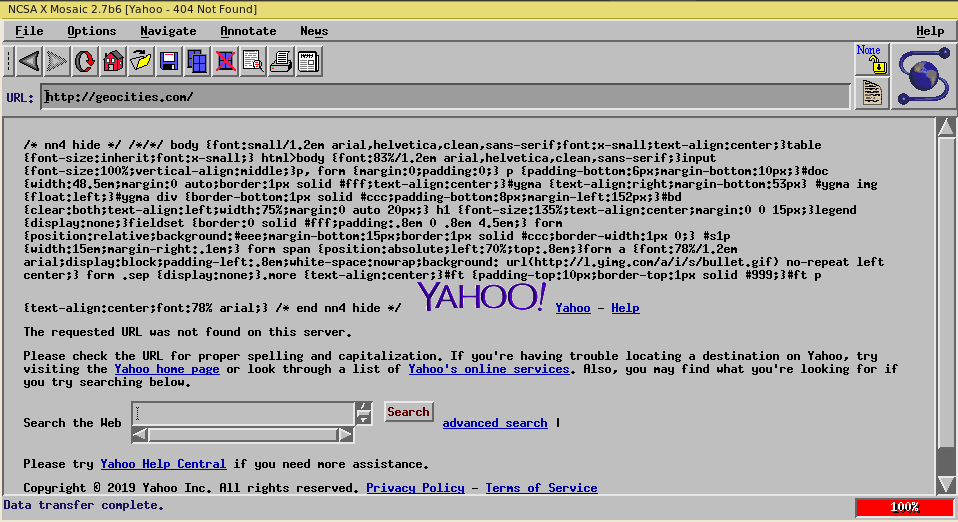 NCSA X Mosaic 2.7b6 [Yahoo - 404 Not Found]
File Options Navigate Annotate News Help
None
URL: http://geocities.com/
/* nn4 hide */ /*/*/ body {font:small/1.2em arial,helvetica,clean,sans-serif;font:x-small;text-align:center;}table
{font-size:inherit;font:x-small;} html>body {font:83%/1.2em arial,helvetica,clean,sans-serif;}input
{font-size:100%;vertical-align:middle;}p, form {margin:0;padding:0;} p {padding-bottom:6px;margin-bottom:10px;}#doc
{width:48.5em;margin:0 auto;border:1px solid #fff;text-align:center;}#ygma {text-align:right;margin-bottom:53px} #ygma img
{float:left;}#ygma div {border-bottom:1px solid #ccc;padding-bottom:8px;margin-left:152px;}#bd
{clear:both;text-align:left;width:75%;margin:0 auto 20px;} h1 {font-size:135%;text-align:center;margin:0 0 15px;}legend
{display:none;}fieldset {border:0 solid #fff;padding:.8em 0 .8em 4.5em;} form
{position:relative;background:#eee;margin-bottom:15px;border:1px solid #ccc;border-width:1px 0;} #s1p
{width:15em;margin-right:.1em;} form span {position:absolute;left:70%;top:.8em;}form a {font:78%/1.2em
arial;display:block;padding-left:.8em;white-space:nowrap;background: url(http://l.yimg.com/a/i/s/bullet.gif) no-repeat left
center;} form .sep {display:none;}.more {text-align:center;}#ft {padding-top:10px;border-top:1px solid #999;}#ft p
{text-align:center;font:78% arial;} /* end nn4 hide */ YAHOO! Yahoo - Help
The requested URL was not found on this server.
Please check the URL for proper spelling and capitalization. If you're having trouble locating a destination on Yahoo, try
visiting the Yahoo home page or look through a list of Yahoo's online services. Also, you may find what you're looking for if
you try searching below.
Search the Web Search advanced search |
Please try Yahoo Help Central if you need more assistance.
Copyright © 2019 Yahoo Inc. All rights reserved. Privacy Policy - Terms of Service
Data transfer complete. 100%